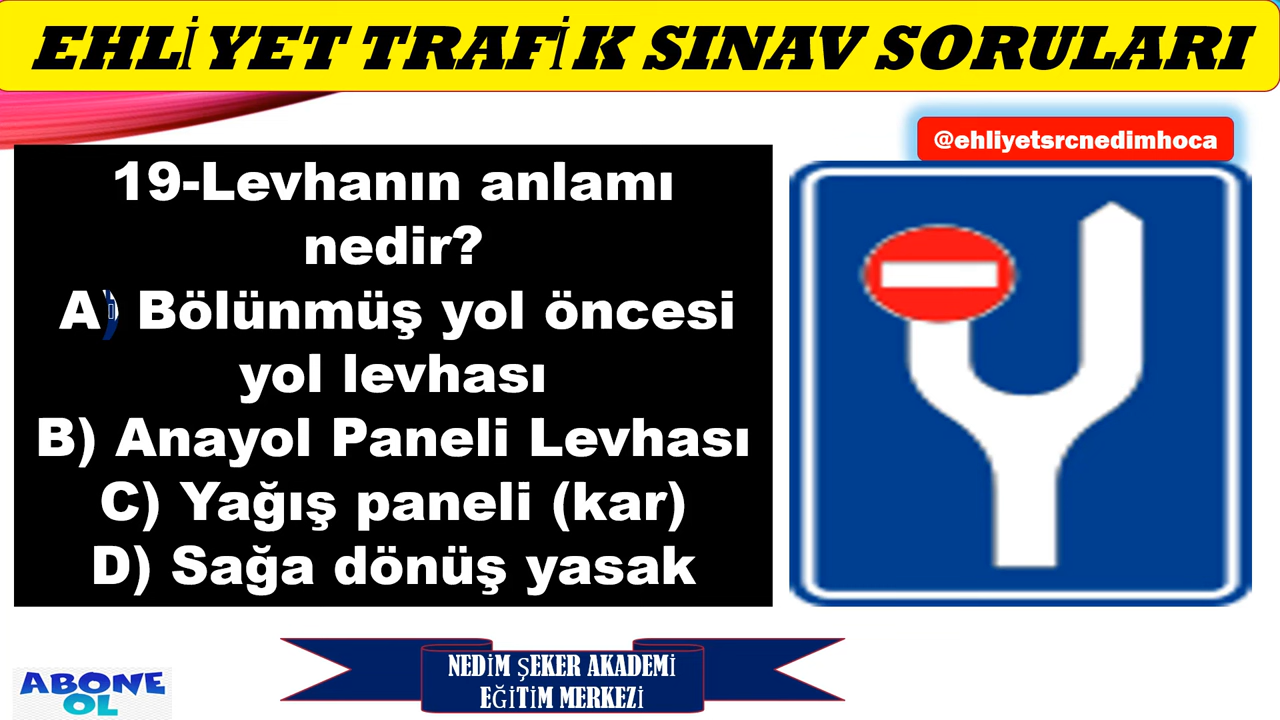 EHLİYET TRAFİK SINAV SORULARI
@ehliyetsrcnedimhoca
19-Levhanın anlamı
nedir?
A) Bölünmüş yol öncesi
yol levhası
B) Anayol Paneli Levhası
C) Yağış paneli (kar)
D) Sağa dönüş yasak
NEDİM ŞEKER AKADEMİ
EĞİTİM MERKEZİ
ABONE
OL